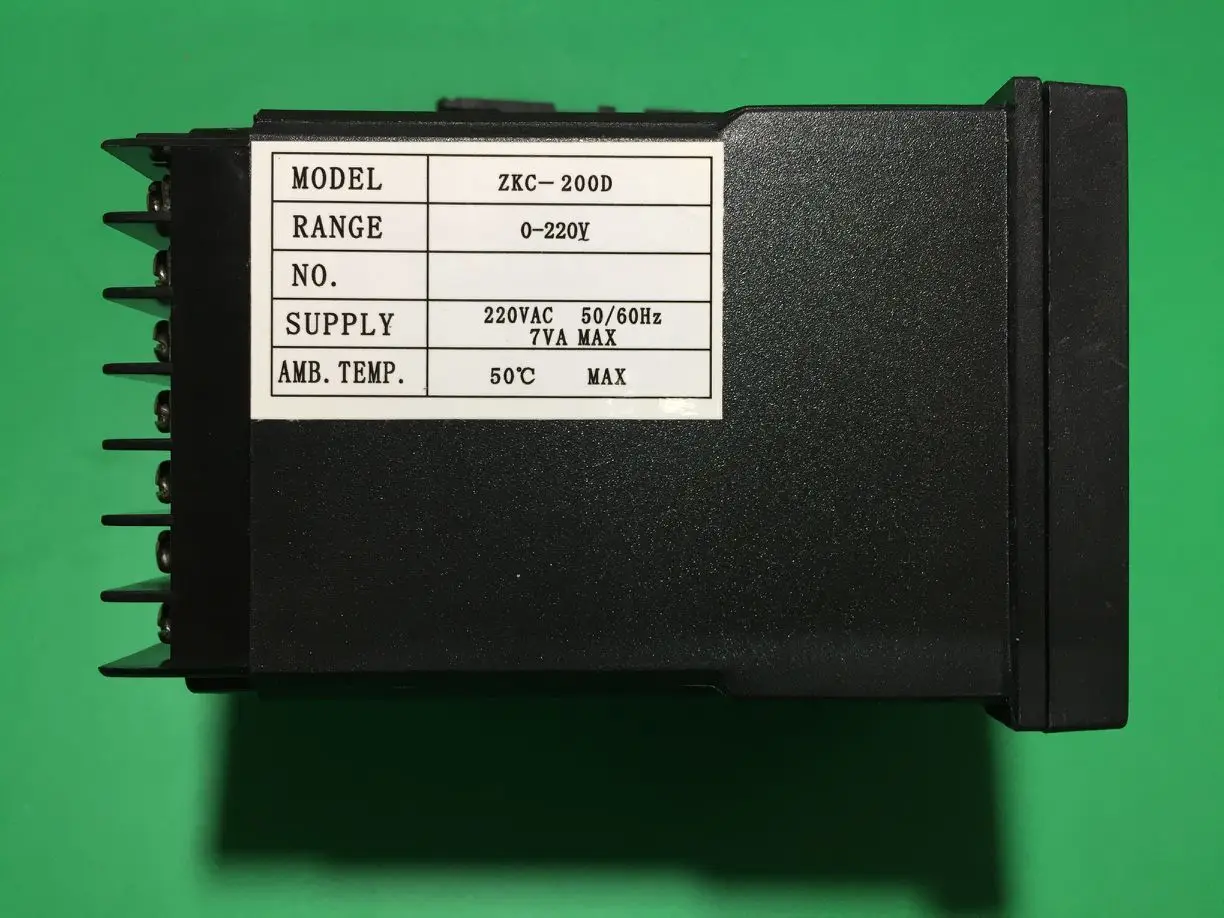 MODEL ZKC-200D
RANGE 0-220V
NO.
SUPPLY 220VAC 50/60Hz
7VA MAX
AMB. TEMP. 50℃ MAX